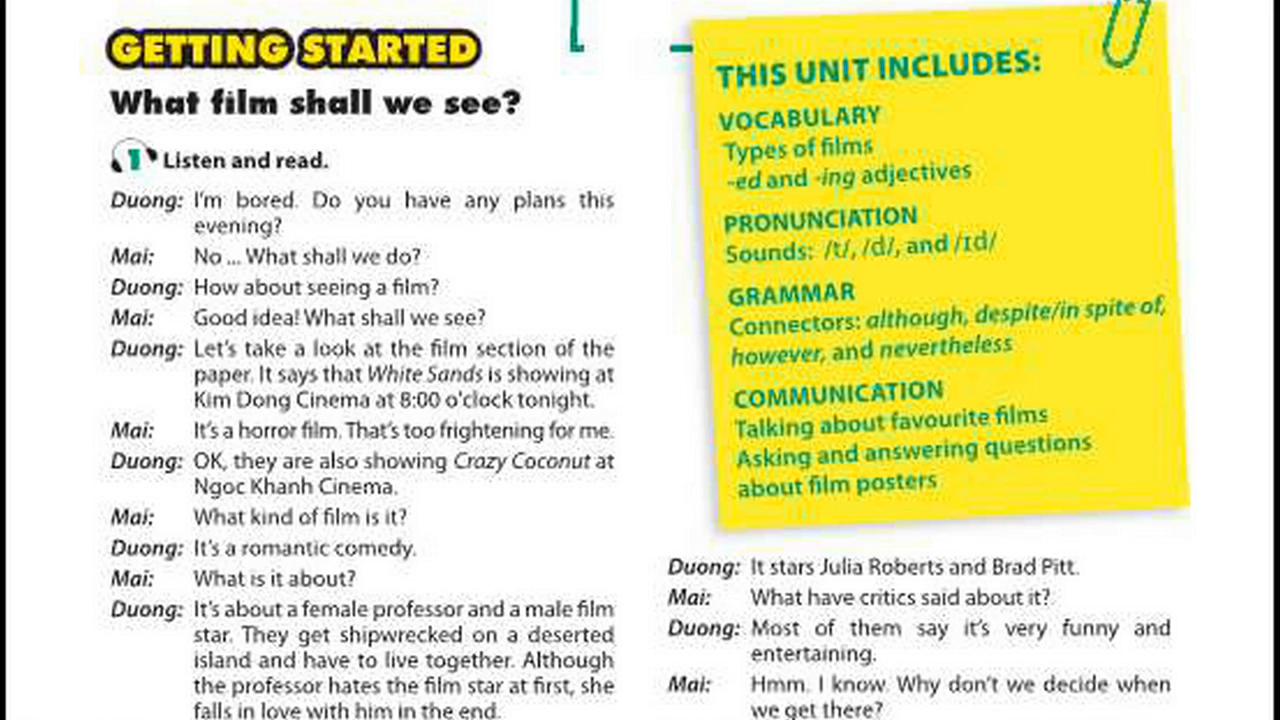 GETTING STARTED
What film shall we see?
1 Listen and read.
Duong: I'm bored. Do you have any plans this
evening?
Mai: No ... What shall we do?
Duong: How about seeing a film?
Mai: Good idea! What shall we see?
Duong: Let's take a look at the film section of the
paper. It says that White Sands is showing at
Kim Dong Cinema at 8:00 o'clock tonight.
Mai: It's a horror film. That's too frightening for me.
Duong: OK, they are also showing Crazy Coconut at
Ngoc Khanh Cinema.
Mai: What kind of film is it?
Duong: It's a romantic comedy.
Mai: What is it about?
Duong: It's about a female professor and a male film
star. They get shipwrecked on a deserted
island and have to live together. Although
the professor hates the film star at first, she
falls in love with him in the end.
THIS UNIT INCLUDES:
VOCABULARY
Types of films
-ed and -ing adjectives
PRONUNCIATION
Sounds: /t/, /d/, and /ɪd/
GRAMMAR
Connectors: although, despite/in spite of,
however, and nevertheless
COMMUNICATION
Talking about favourite films
Asking and answering questions
about film posters
Duong: It stars Julia Roberts and Brad Pitt.
Mai: What have critics said about it?
Duong: Most of them say it's very funny and
entertaining.
Mai: Hmm. I know. Why don't we decide when
we get there?